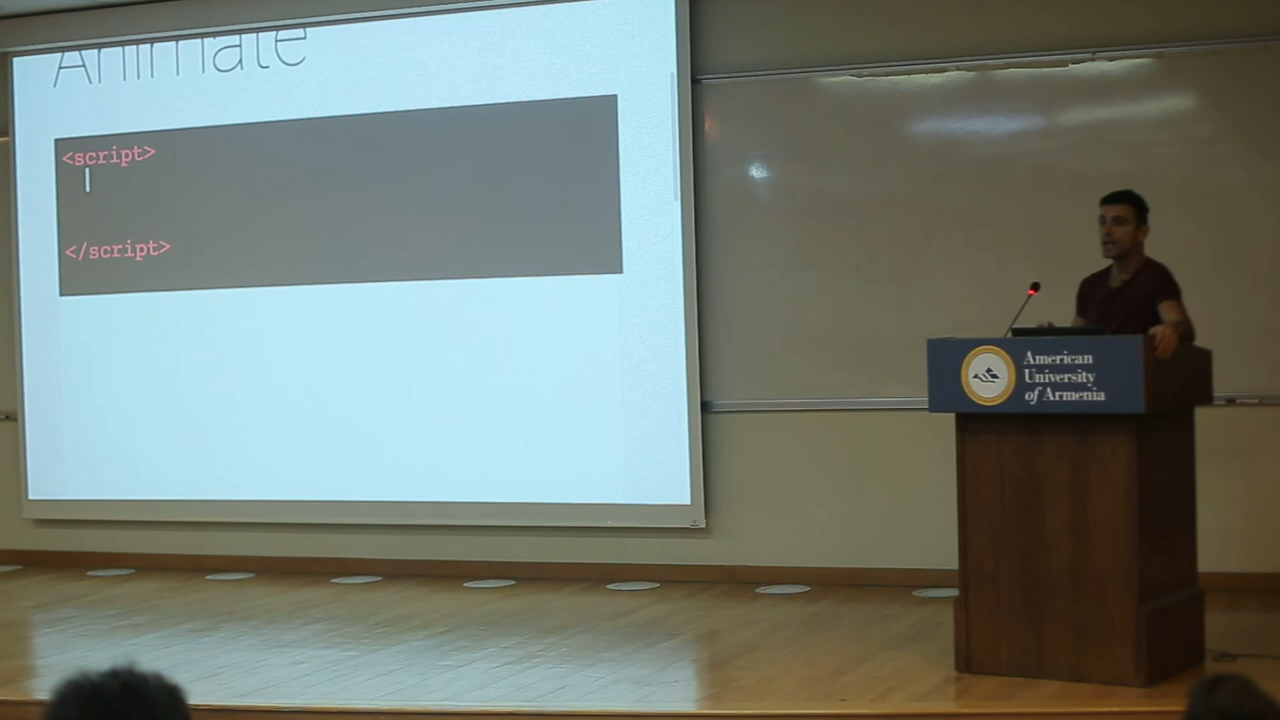 Animate
<script>
</script>
American
University
of Armenia